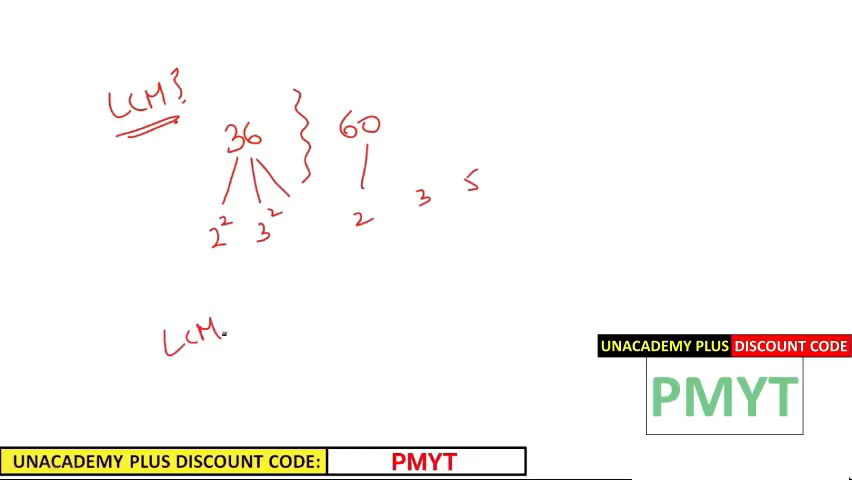 LCM?
36 60
2² 3² 2 3 5
LCM
UNACADEMY PLUS DISCOUNT CODE
PMYT
UNACADEMY PLUS DISCOUNT CODE: PMYT